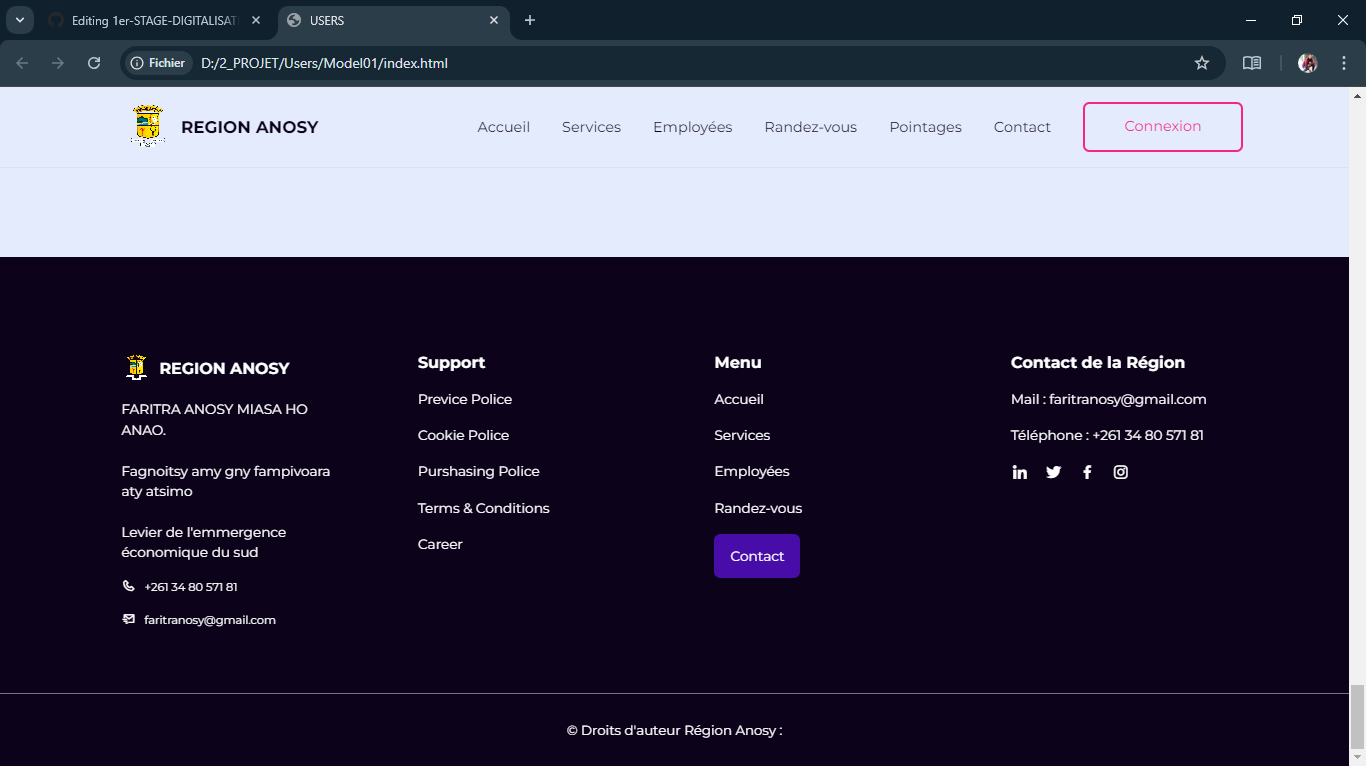 Editing 1er-STAGE-DIGITALISAT
USERS
Fichier
D:/2_PROJET/Users/Model01/index.html
REGION ANOSY
Accueil
Services
Employées
Randez-vous
Pointages
Contact
Connexion
REGION ANOSY
FARITRA ANOSY MIASA HO
ANAO.
Fagnoitsy amy gny fampivoara
aty atsimo
Levier de l'emmergence
économique du sud
+261 34 80 571 81
faritranosy@gmail.com
Support
Previce Police
Cookie Police
Purshasing Police
Terms & Conditions
Career
Menu
Accueil
Services
Employées
Randez-vous
Contact
Contact de la Région
Mail : faritranosy@gmail.com
Téléphone : +261 34 80 571 81
© Droits d'auteur Région Anosy :